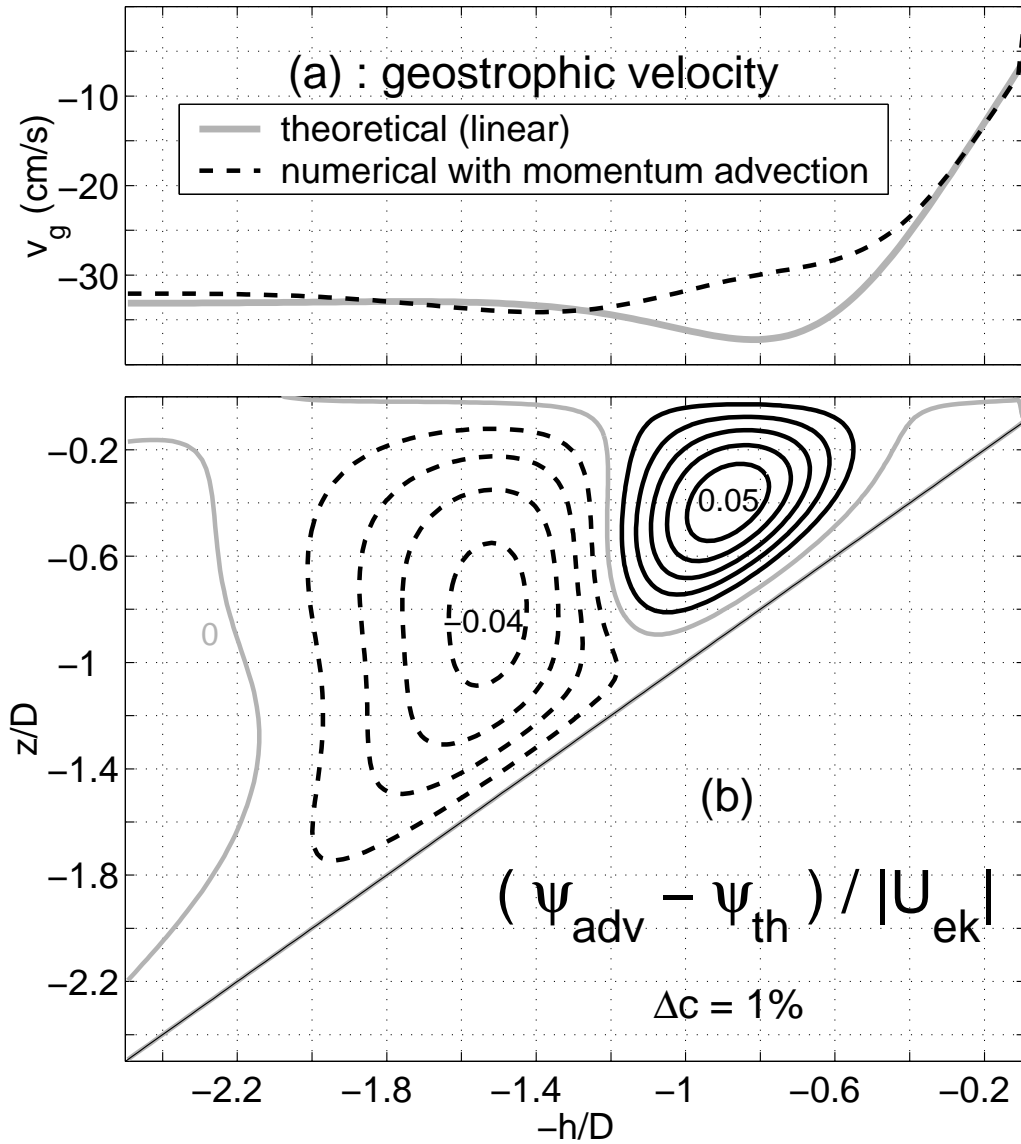 (a) : geostrophic velocity
theoretical (linear)
numerical with momentum advection
−10
−20
−30
v_g (cm/s)
0.05
−0.04
0
(b)
( ψ_adv − ψ_th ) / |U_ek|
Δc = 1%
−0.2
−0.6
−1
−1.4
−1.8
−2.2
z/D
−2.2 −1.8 −1.4 −1 −0.6 −0.2
−h/D